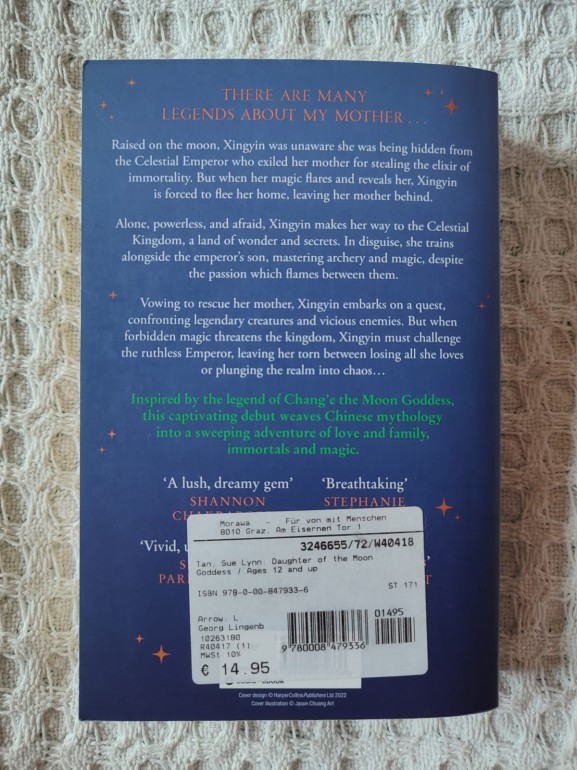 THERE ARE MANY
LEGENDS ABOUT MY MOTHER...
Raised on the moon, Xingyin was unaware she was being hidden from
the Celestial Emperor who exiled her mother for stealing the elixir of
immortality. But when her magic flares and reveals her, Xingyin
is forced to flee her home, leaving her mother behind.
Alone, powerless, and afraid, Xingyin makes her way to the Celestial
Kingdom, a land of wonder and secrets. In disguise, she trains
alongside the emperor's son, mastering archery and magic, despite
the passion which flames between them.
Vowing to rescue her mother, Xingyin embarks on a quest,
confronting legendary creatures and vicious enemies. But when
forbidden magic threatens the kingdom, Xingyin must challenge
the ruthless Emperor, leaving her torn between losing all she loves
or plunging the realm into chaos...
Inspired by the legend of Chang'e the Moon Goddess,
this captivating debut weaves Chinese mythology
into a sweeping adventure of love and family,
immortals and magic.
'A lush, dreamy gem' 'Breathtaking'
SHANNON STEPHANIE
'Vivid,
Morawa - Für von mit Menschen
8010 Graz, Am Eisernen Tor 1
3246655/72/W40418
Tan, Sue Lynn: Daughter of the Moon
Goddess / Ages 12 and up
ISBN 978-0-00-847933-6
ST 171
Arrow. L
Georg Lingenb
10263180
R40417 (1)
MWSt 10%
€ 14.95
01495
9 780008 479336
Cover design © HarperCollinsPublishers Ltd 2022
Cover illustration © Jason Chuang Art